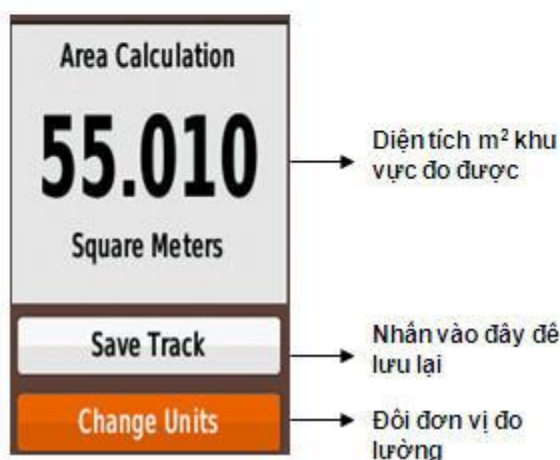 Area Calculation
55.010
Square Meters
Diện tích m² khu
vực đo được
Save Track
Nhấn vào đây để
lưu lại
Change Units
Đổi đơn vị đo
lường